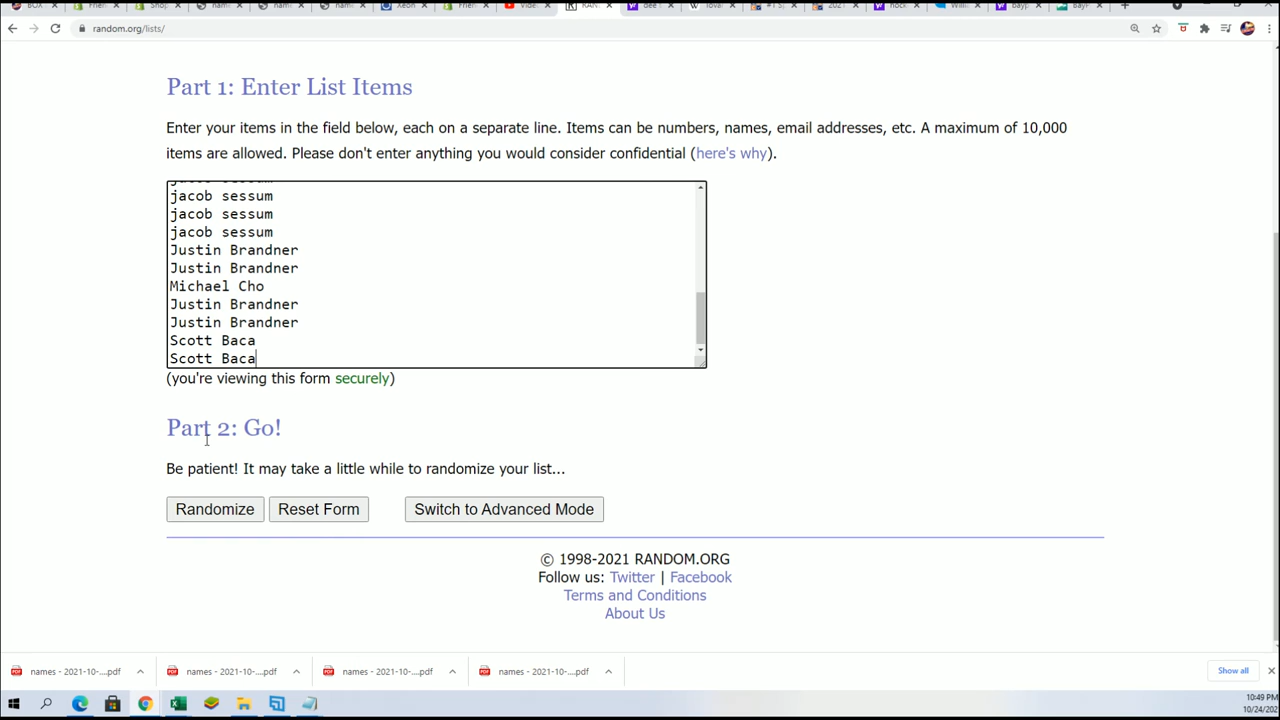 random.org/lists/
Part 1: Enter List Items
Enter your items in the field below, each on a separate line. Items can be numbers, names, email addresses, etc. A maximum of 10,000
items are allowed. Please don't enter anything you would consider confidential (here's why).
jacob sessum
jacob sessum
jacob sessum
Justin Brandner
Justin Brandner
Michael Cho
Justin Brandner
Justin Brandner
Scott Baca
Scott Baca
(you're viewing this form securely)
Part 2: Go!
Be patient! It may take a little while to randomize your list...
Randomize Reset Form Switch to Advanced Mode
© 1998-2021 RANDOM.ORG
Follow us: Twitter | Facebook
Terms and Conditions
About Us
names - 2021-10-....pdf names - 2021-10-....pdf names - 2021-10-....pdf names - 2021-10-....pdf Show all
10:49 PM
10/24/202